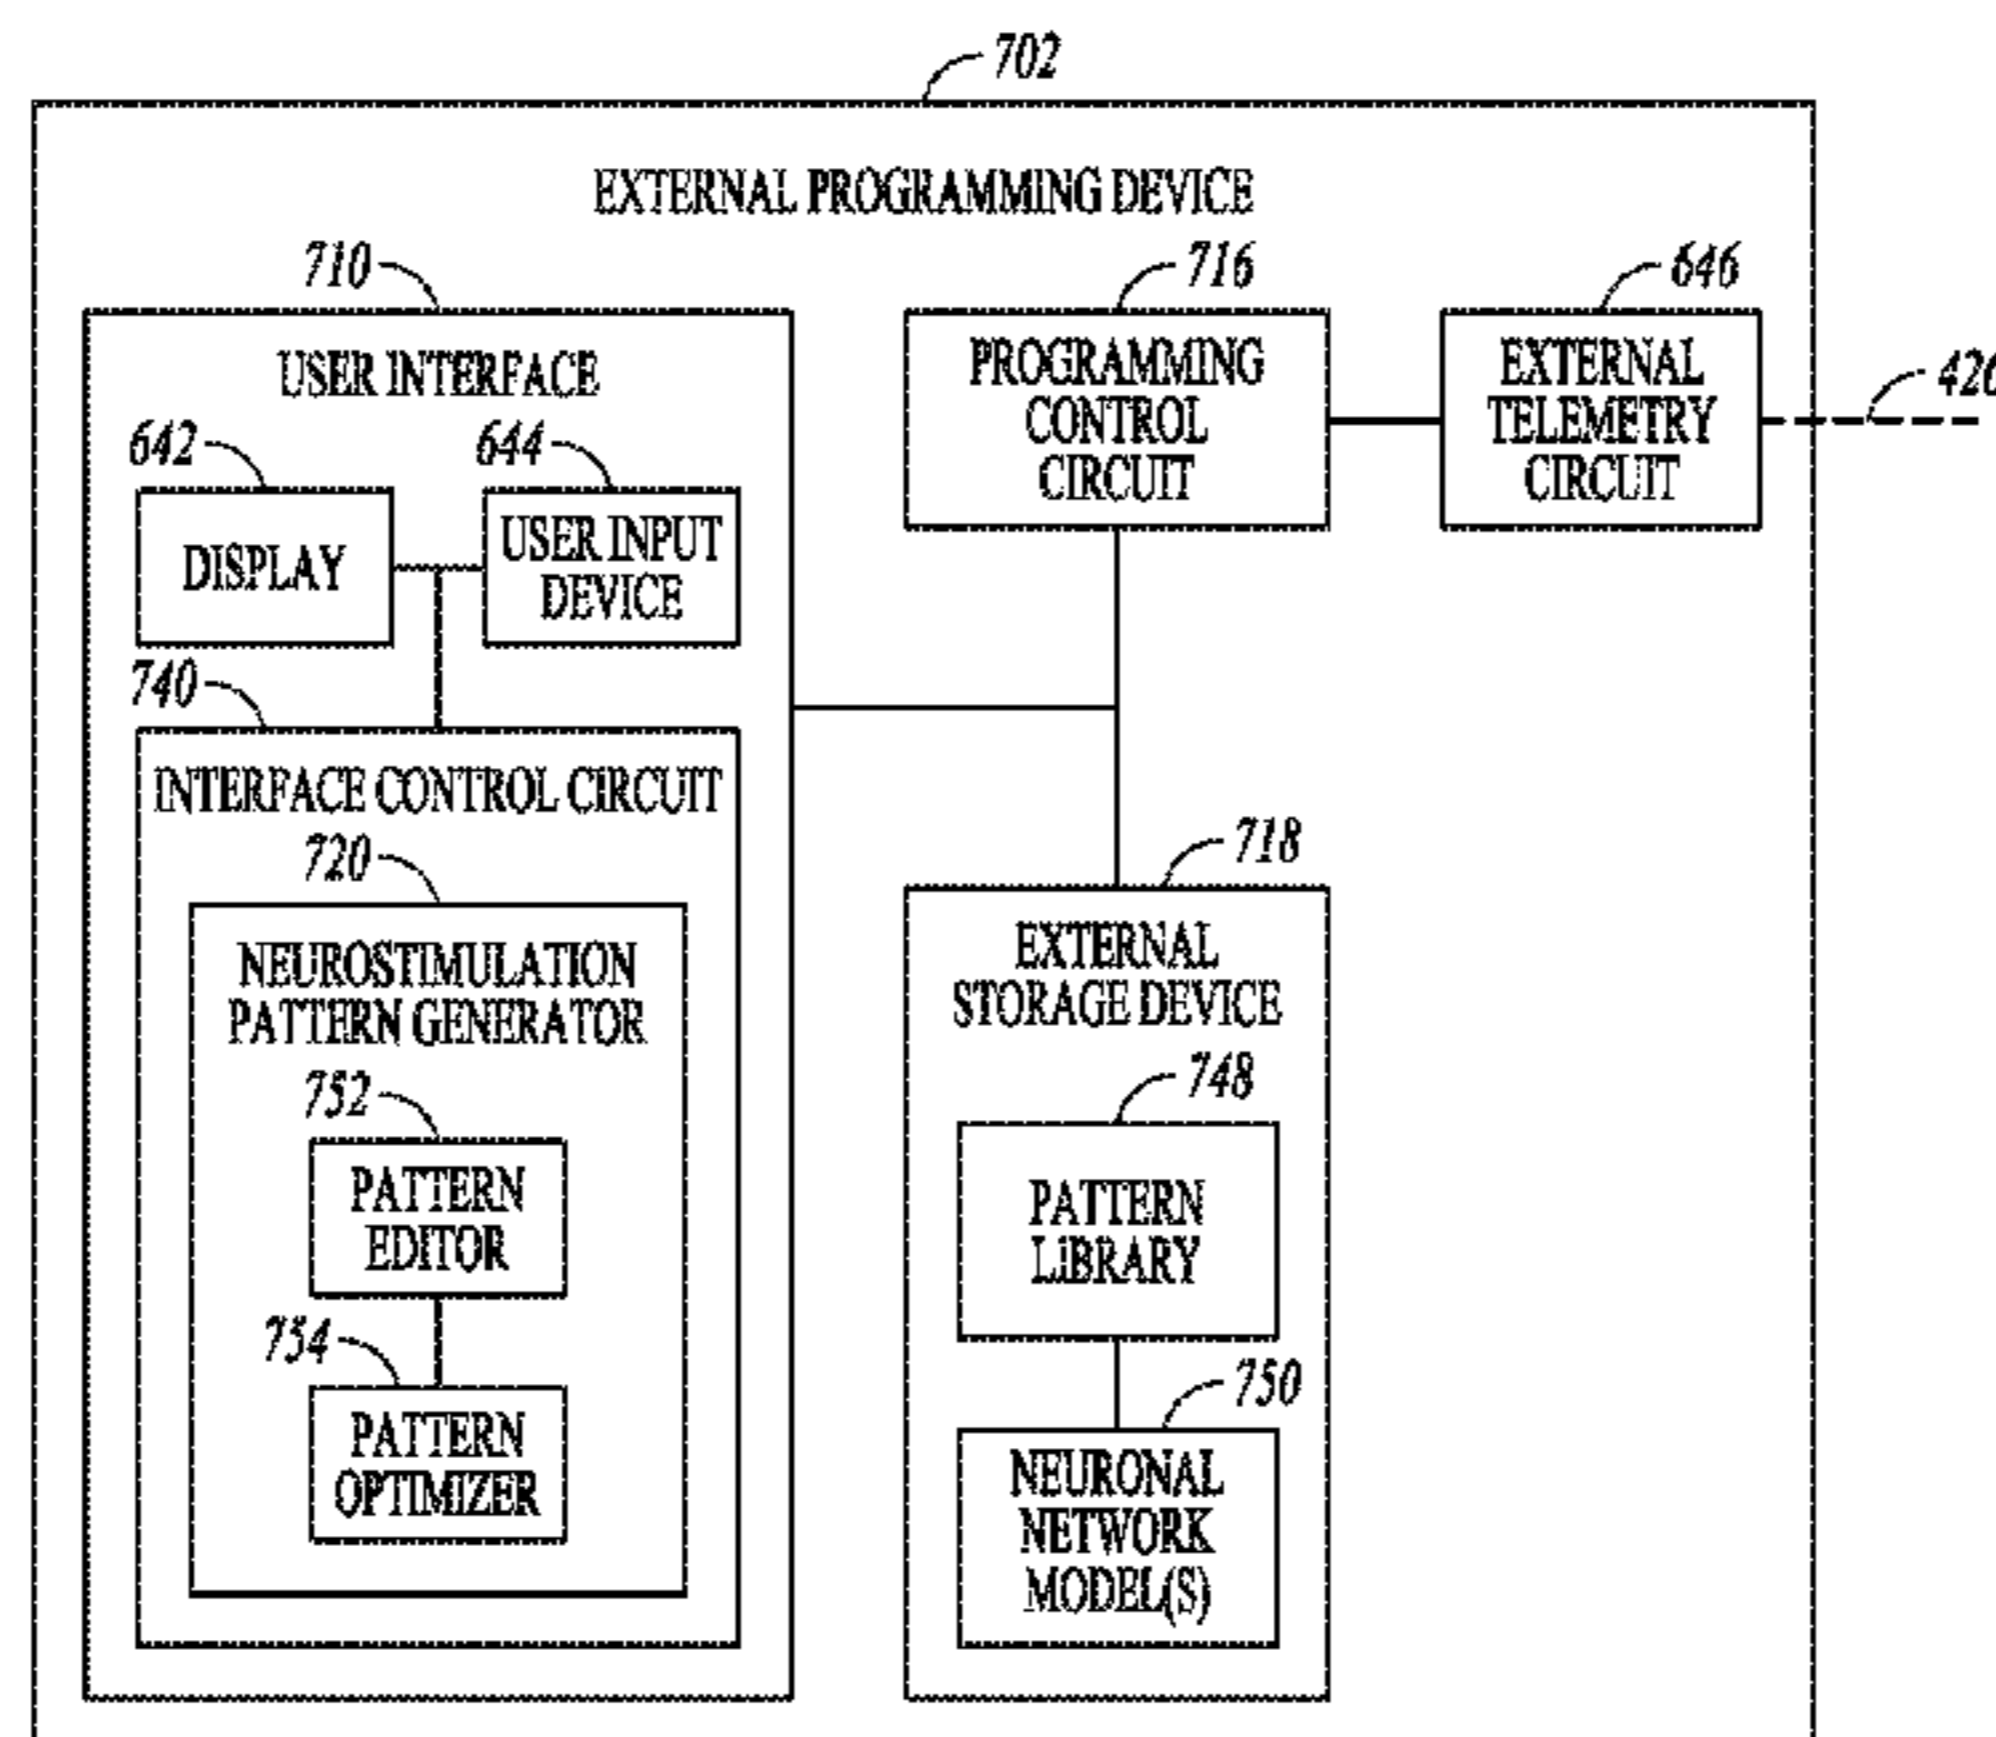 702
EXTERNAL PROGRAMMING DEVICE
710
716
646
USER INTERFACE
PROGRAMMING
CONTROL
CIRCUIT
EXTERNAL
TELEMETRY
CIRCUIT
426
642
644
DISPLAY
USER INPUT
DEVICE
740
INTERFACE CONTROL CIRCUIT
720
718
NEUROSTIMULATION
PATTERN GENERATOR
EXTERNAL
STORAGE DEVICE
752
748
PATTERN
EDITOR
PATTERN
LIBRARY
754
750
PATTERN
OPTIMIZER
NEURONAL
NETWORK
MODEL(S)